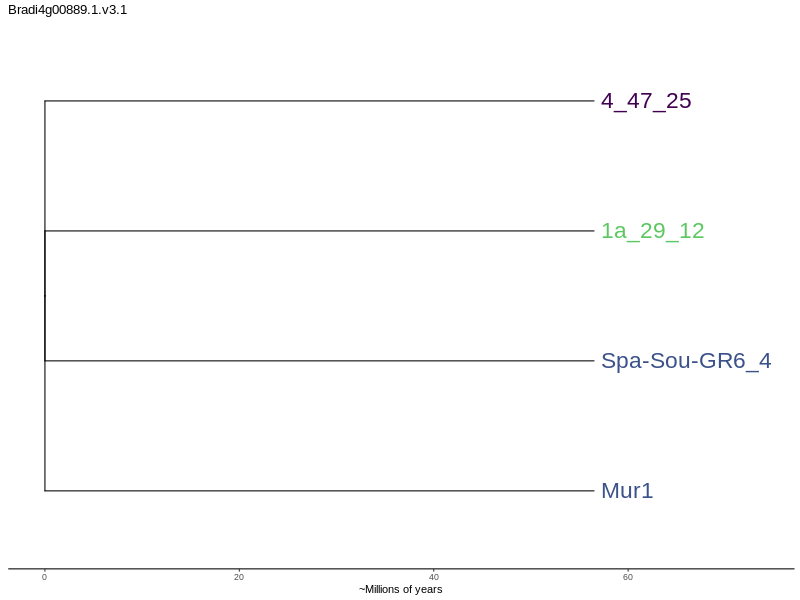 Bradi4g00889.1.v3.1
4_47_25
1a_29_12
Spa-Sou-GR6_4
Mur1
0 20 40 60
~Millions of years